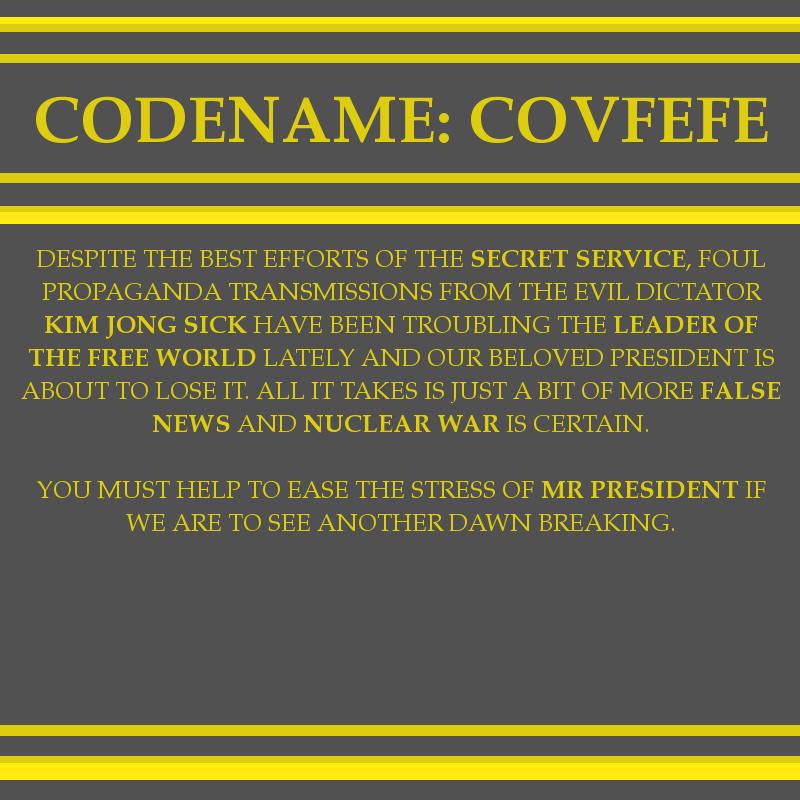 CODENAME: COVFEFE
DESPITE THE BEST EFFORTS OF THE SECRET SERVICE, FOUL
PROPAGANDA TRANSMISSIONS FROM THE EVIL DICTATOR
KIM JONG SICK HAVE BEEN TROUBLING THE LEADER OF
THE FREE WORLD LATELY AND OUR BELOVED PRESIDENT IS
ABOUT TO LOSE IT. ALL IT TAKES IS JUST A BIT OF MORE FALSE
NEWS AND NUCLEAR WAR IS CERTAIN.
YOU MUST HELP TO EASE THE STRESS OF MR PRESIDENT IF
WE ARE TO SEE ANOTHER DAWN BREAKING.